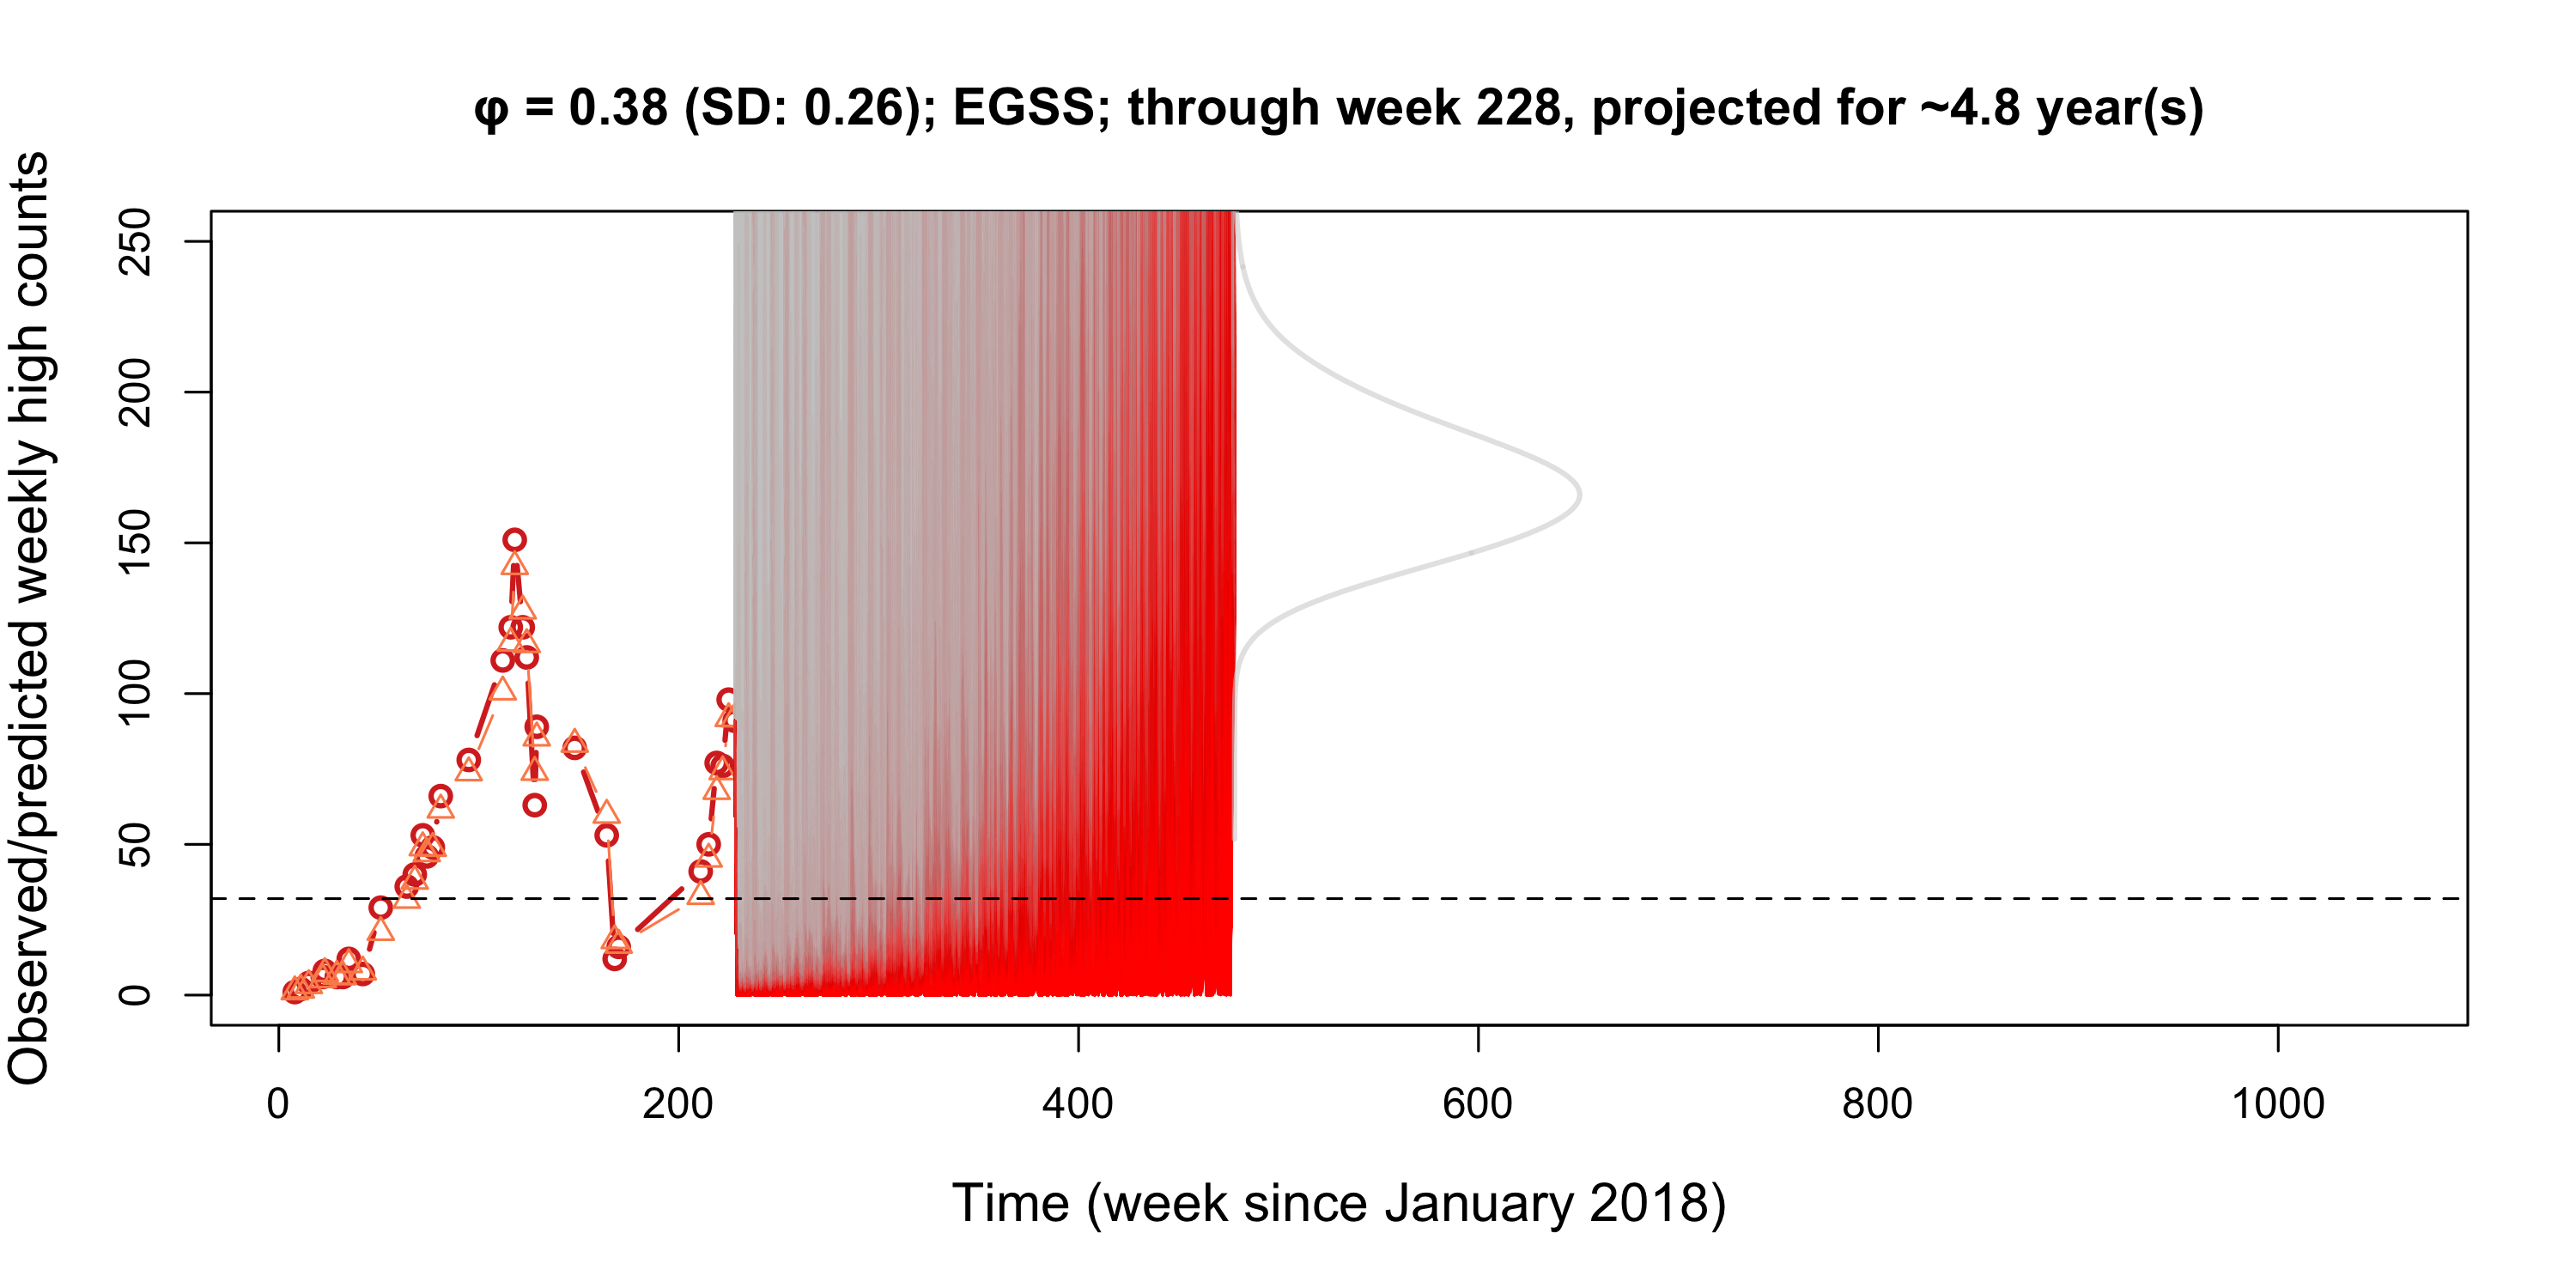 φ = 0.38 (SD: 0.26); EGSS; through week 228, projected for ~4.8 year(s)
Observed/predicted weekly high counts
250
200
150
100
50
0
0 200 400 600 800 1000
Time (week since January 2018)